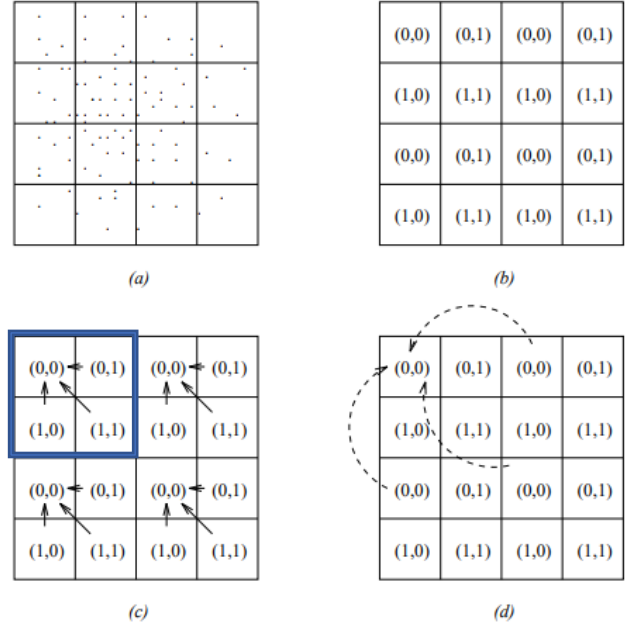 (0,0) (0,1) (0,0) (0,1)
(1,0) (1,1) (1,0) (1,1)
(0,0) (0,1) (0,0) (0,1)
(1,0) (1,1) (1,0) (1,1)
(a) (b)
(0,0) (0,1) (0,0) (0,1) (0,0) (0,1) (0,0) (0,1)
(1,0) (1,1) (1,0) (1,1) (1,0) (1,1) (1,0) (1,1)
(0,0) (0,1) (0,0) (0,1) (0,0) (0,1) (0,0) (0,1)
(1,0) (1,1) (1,0) (1,1) (1,0) (1,1) (1,0) (1,1)
(c) (d)